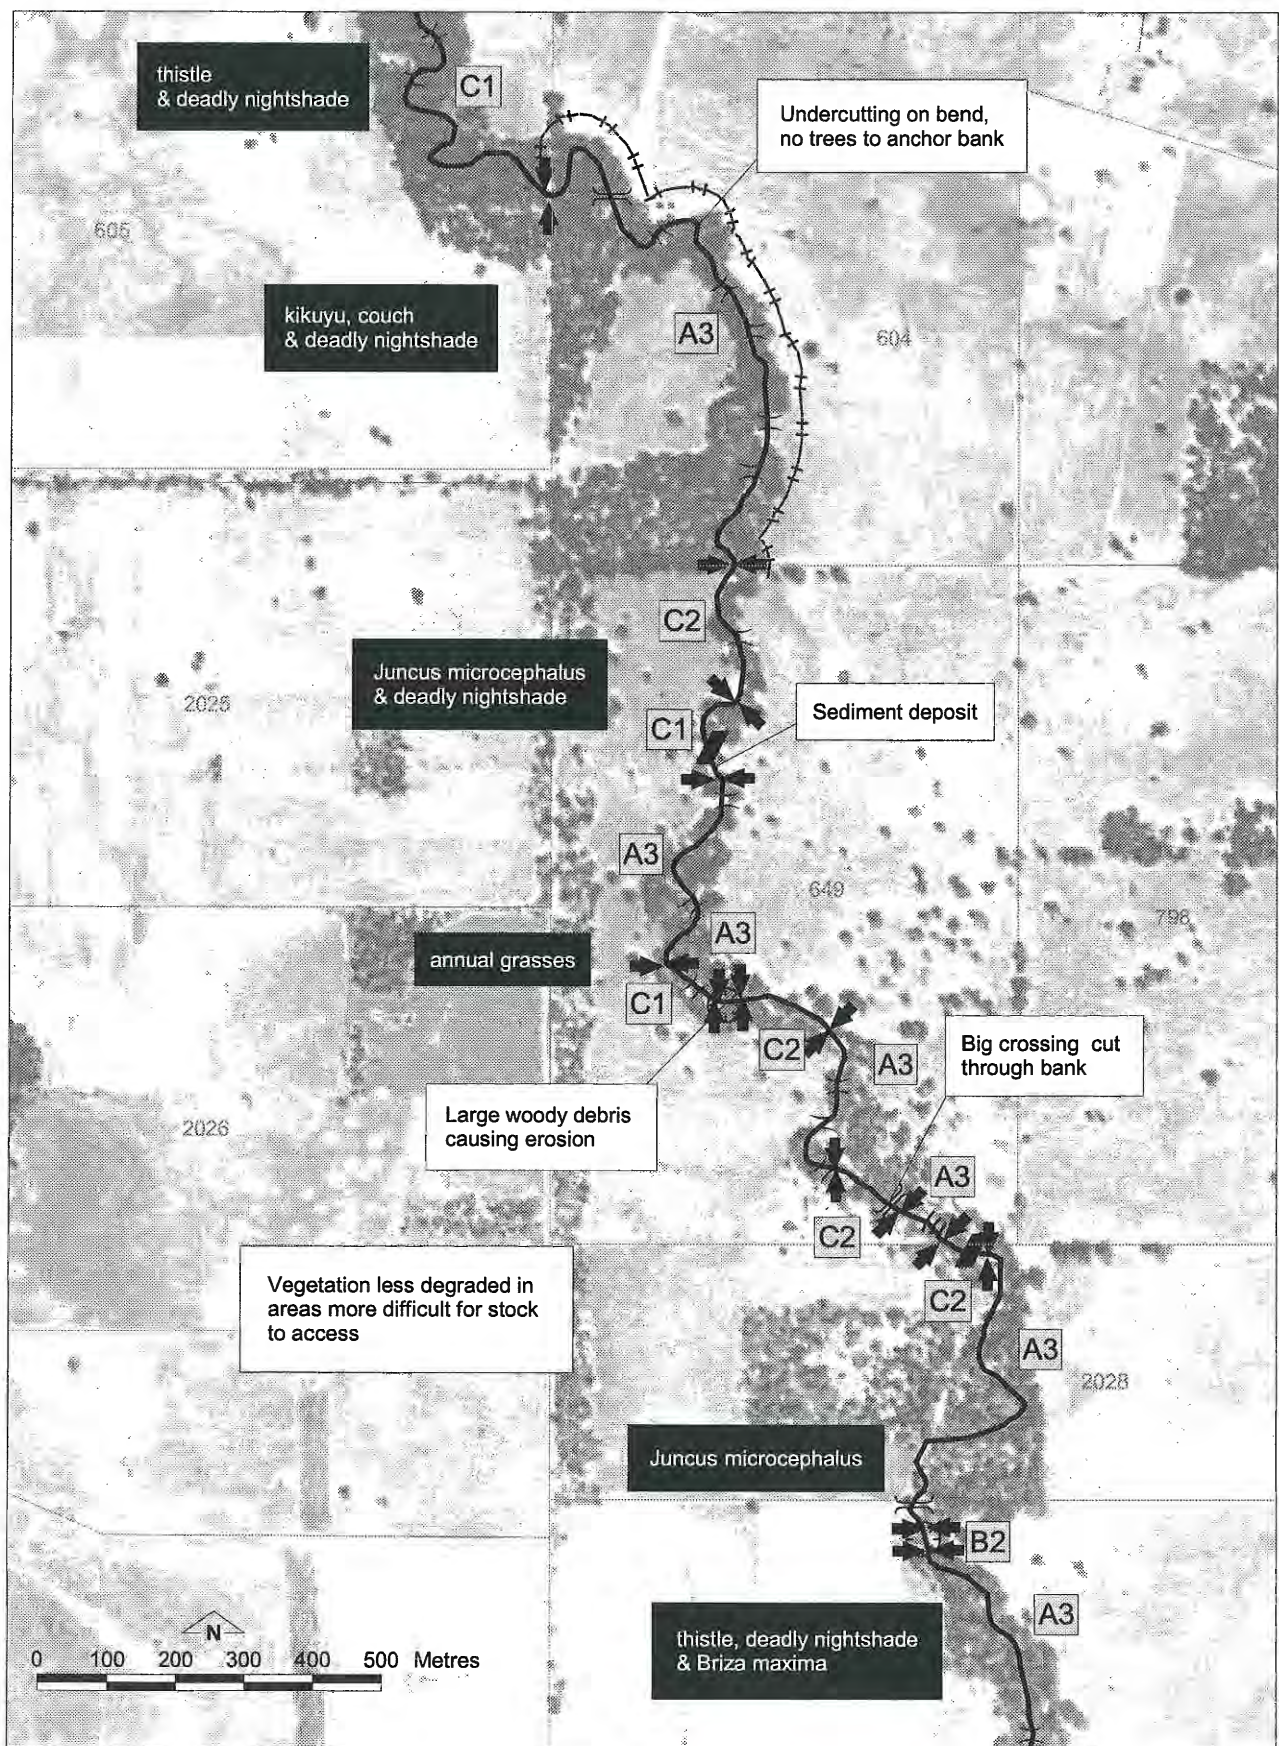 thistle
& deadly nightshade
C1
Undercutting on bend,
no trees to anchor bank
605
kikuyu, couch
& deadly nightshade
A3
604
C2
Juncus microcephalus
& deadly nightshade
2025
Sediment deposit
C1
A3
649
798
A3
annual grasses
C1
C2
A3
Big crossing cut
through bank
Large woody debris
causing erosion
2026
A3
C2
Vegetation less degraded in
areas more difficult for stock
to access
C2
A3
2028
Juncus microcephalus
B2
A3
thistle, deadly nightshade
& Briza maxima
N
0 100 200 300 400 500 Metres